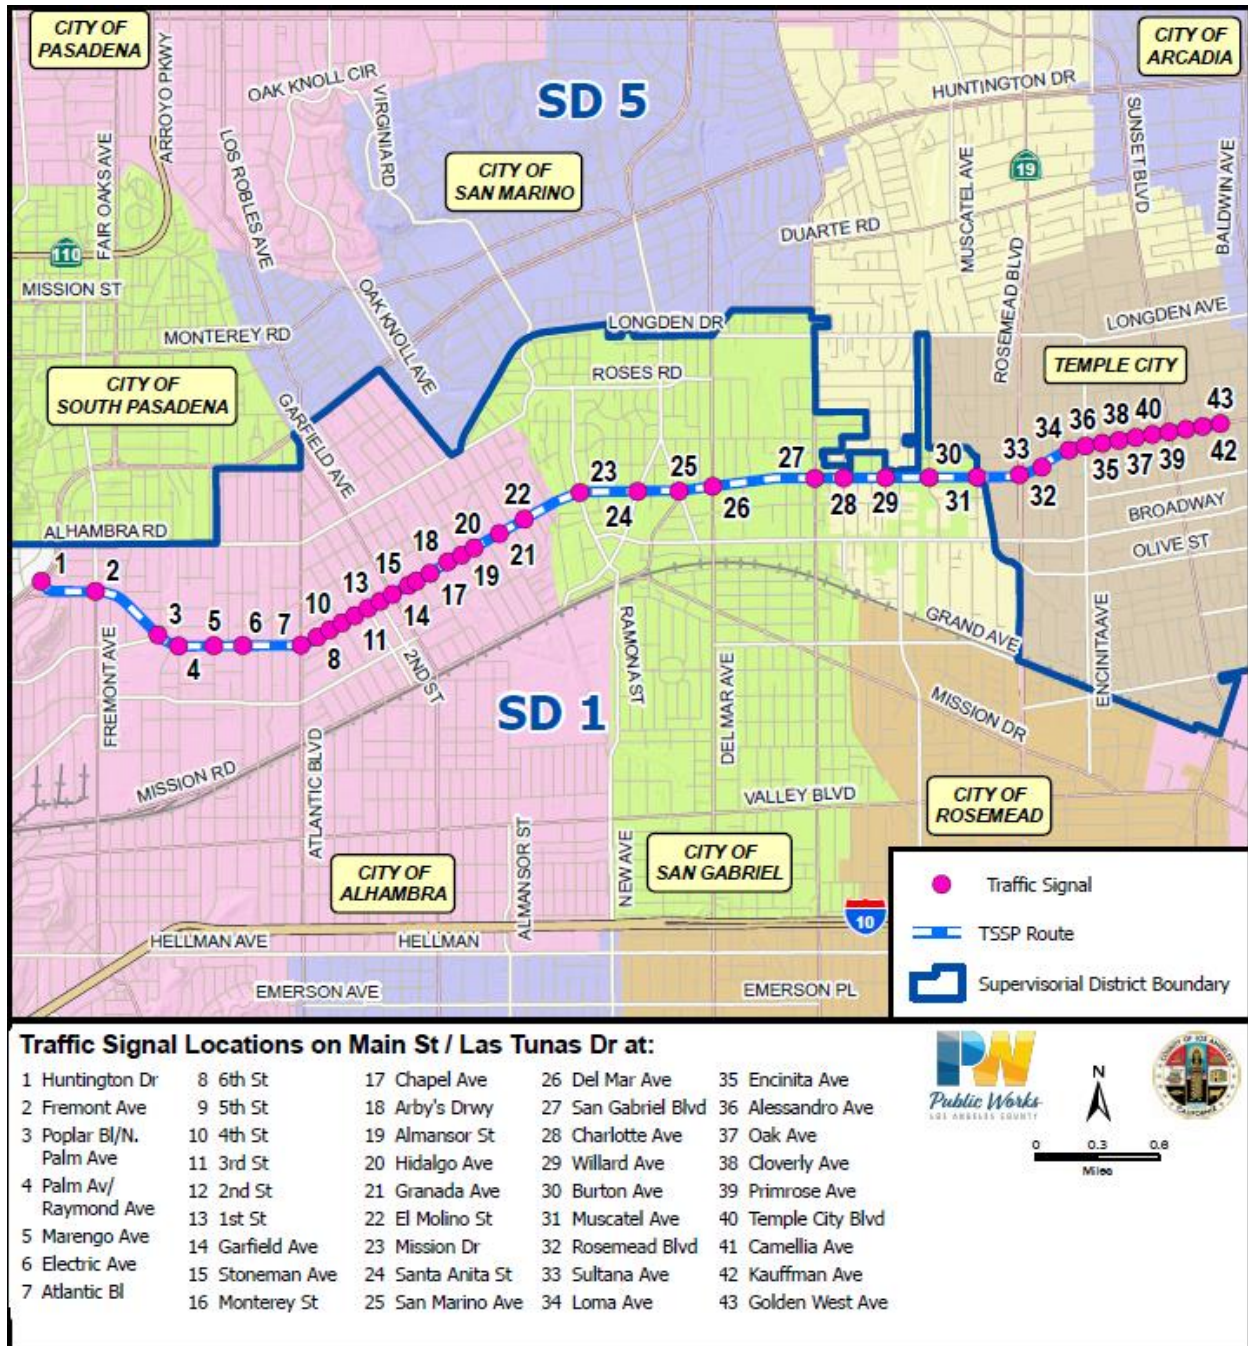 CITY OF
PASADENA
ARROYO PKWY
OAK KNOLL CIR
VIRGINIA RD
SD 5
HUNTINGTON DR
CITY OF
ARCADIA
FAIR OAKS AVE
LOS ROBLES AVE
CITY OF
SAN MARINO
MUSCATEL AVE
19
SUNSET BLVD
BALDWIN AVE
110
DUARTE RD
ROSEMEAD BLVD
MISSION ST
OAK KNOLL AVE
MONTEREY RD
LONGDEN DR
LONGDEN AVE
CITY OF
SOUTH PASADENA
ROSES RD
TEMPLE CITY
GARFIELD AVE
ALHAMBRA RD
1
2
3
4
5
6
7
8
10
11
13
14
15
17
18
19
20
21
22
23
24
25
26
27
28
29
30
31
32
33
34
35
36
37
38
39
40
42
43
BROADWAY
OLIVE ST
FREMONT AVE
2ND ST
RAMONA ST
GRAND AVE
ENCINITA AVE
SD 1
DEL MAR AVE
MISSION DR
MISSION RD
ATLANTIC BLVD
VALLEY BLVD
CITY OF
ROSEMEAD
CITY OF
ALHAMBRA
ALMANSOR ST
NEW AVE
CITY OF
SAN GABRIEL
10
HELLMAN AVE
HELLMAN
EMERSON AVE
EMERSON PL
Traffic Signal
TSSP Route
Supervisorial District Boundary
Traffic Signal Locations on Main St / Las Tunas Dr at:
1 Huntington Dr
2 Fremont Ave
3 Poplar Bl/N.
Palm Ave
4 Palm Av/
Raymond Ave
5 Marengo Ave
6 Electric Ave
7 Atlantic Bl
8 6th St
9 5th St
10 4th St
11 3rd St
12 2nd St
13 1st St
14 Garfield Ave
15 Stoneman Ave
16 Monterey St
17 Chapel Ave
18 Arby's Drwy
19 Almansor St
20 Hidalgo Ave
21 Granada Ave
22 El Molino St
23 Mission Dr
24 Santa Anita St
25 San Marino Ave
26 Del Mar Ave
27 San Gabriel Blvd
28 Charlotte Ave
29 Willard Ave
30 Burton Ave
31 Muscatel Ave
32 Rosemead Blvd
33 Sultana Ave
34 Loma Ave
35 Encinita Ave
36 Alessandro Ave
37 Oak Ave
38 Cloverly Ave
39 Primrose Ave
40 Temple City Blvd
41 Camellia Ave
42 Kauffman Ave
43 Golden West Ave
PW
Public Works
LOS ANGELES COUNTY
N
0 0.3 0.6
Miles
COUNTY OF LOS ANGELES
CALIFORNIA